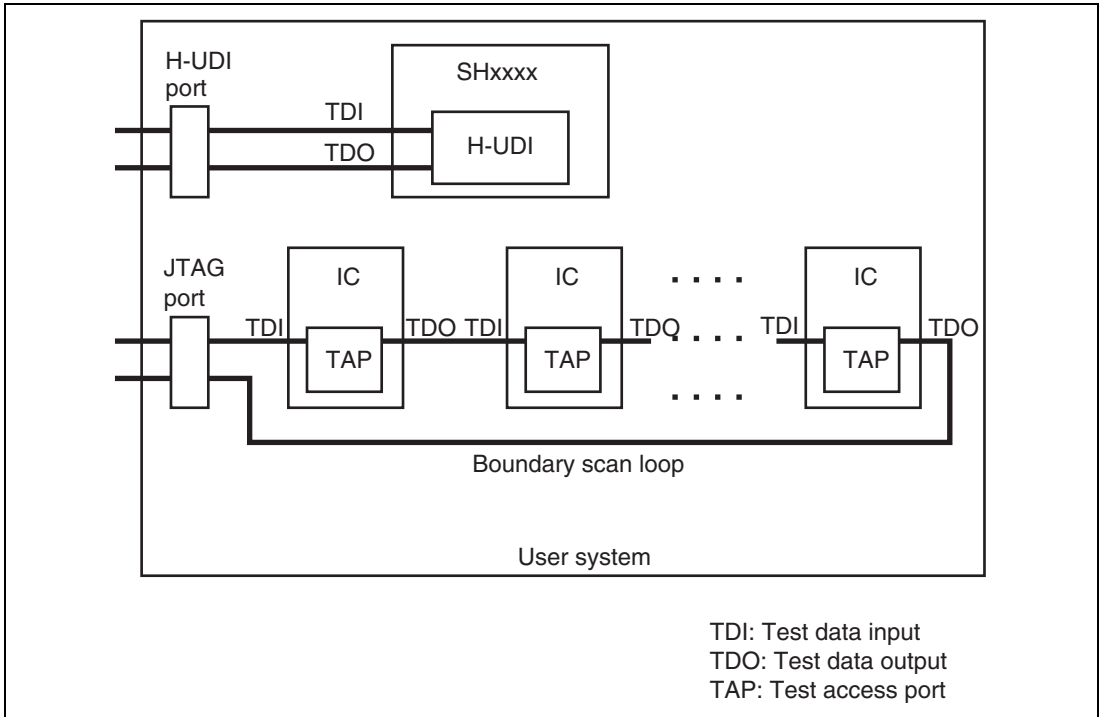 H-UDI
port
TDI
TDO
SHxxxx
H-UDI
JTAG
port
TDI
IC
TAP
TDO TDI
IC
TAP
TDO
TDI
IC
TAP
TDO
Boundary scan loop
User system
TDI: Test data input
TDO: Test data output
TAP: Test access port